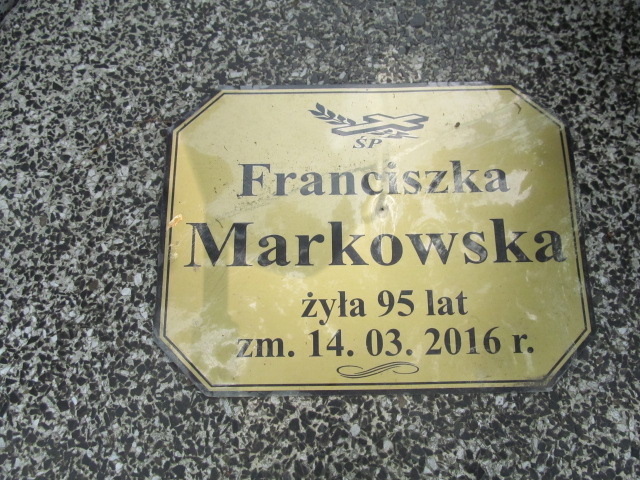 ŚP
Franciszka
Markowska
żyła 95 lat
zm. 14. 03. 2016 r.